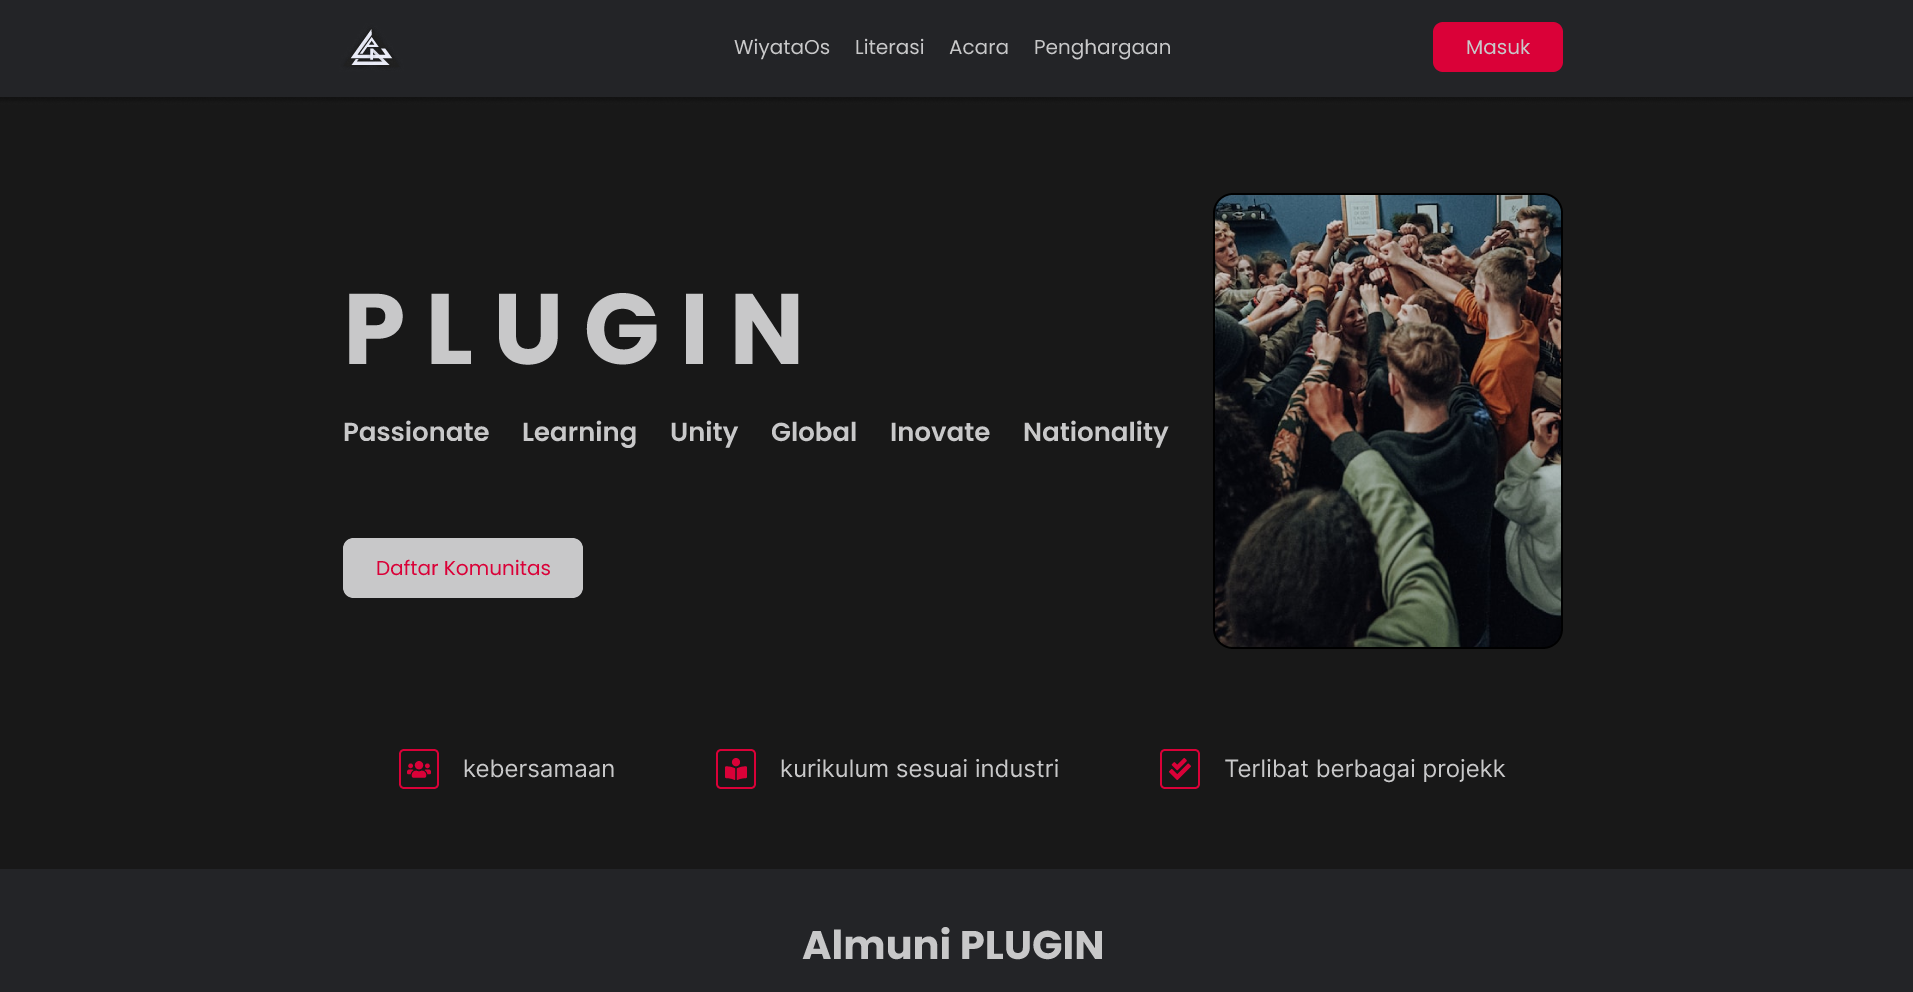 WiyataOs Literasi Acara Penghargaan Masuk
PLUGIN
Passionate Learning Unity Global Inovate Nationality
Daftar Komunitas
kebersamaan kurikulum sesuai industri Terlibat berbagai projekk
Almuni PLUGIN